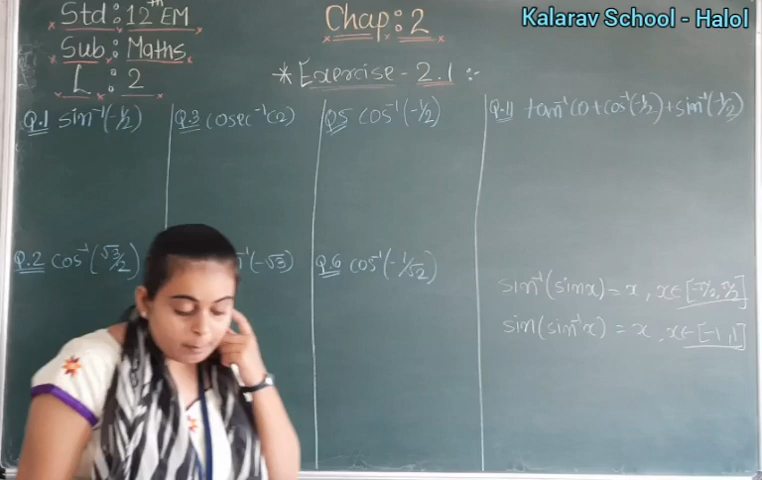 Std : 12th EM
Sub : Maths
L : 2
Chap : 2
Kalarav School - Halol
* Exercise - 2.1 :-
Q.1 sin⁻¹(-1/2)
Q.3 cosec⁻¹(2)
Q.5 cos⁻¹(-1/2)
Q.11 tan⁻¹(1)+cos⁻¹(-1/2)+sin⁻¹(-1/2)
Q.2 cos⁻¹(√3/2)
⁻¹(-√3)
Q.6 cos⁻¹(-1/√2)
sin⁻¹(sinx) = x, x∈[-π/2, π/2]
sin(sin⁻¹x) = x, x∈[-1,1]